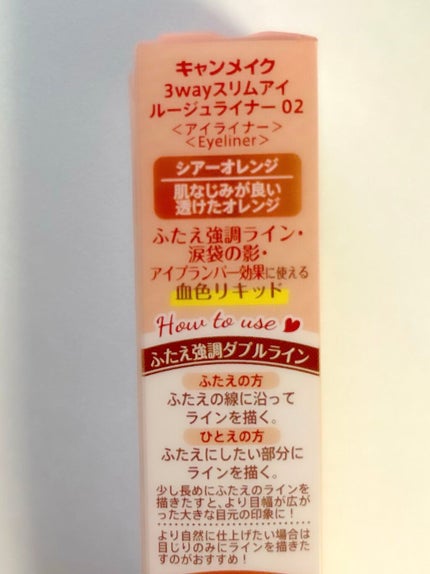 キャンメイク
3wayスリムアイ
ルージュライナー 02
＜アイライナー＞
＜Eyeliner＞
シアーオレンジ
肌なじみが良い
透けたオレンジ
ふたえ強調ライン・
涙袋の影・
アイプランパー効果に使える
血色リキッド
How to use
ふたえ強調ダブルライン
ふたえの方
ふたえの線に沿って
ラインを描く。
ひとえの方
ふたえにしたい部分に
ラインを描く。
少し長めにふたえのラインを
描きたすと、より目幅が広が
った大きな目元の印象に！
より自然に仕上げたい場合は
目じりのみにラインを描きた
すのがおすすめ！